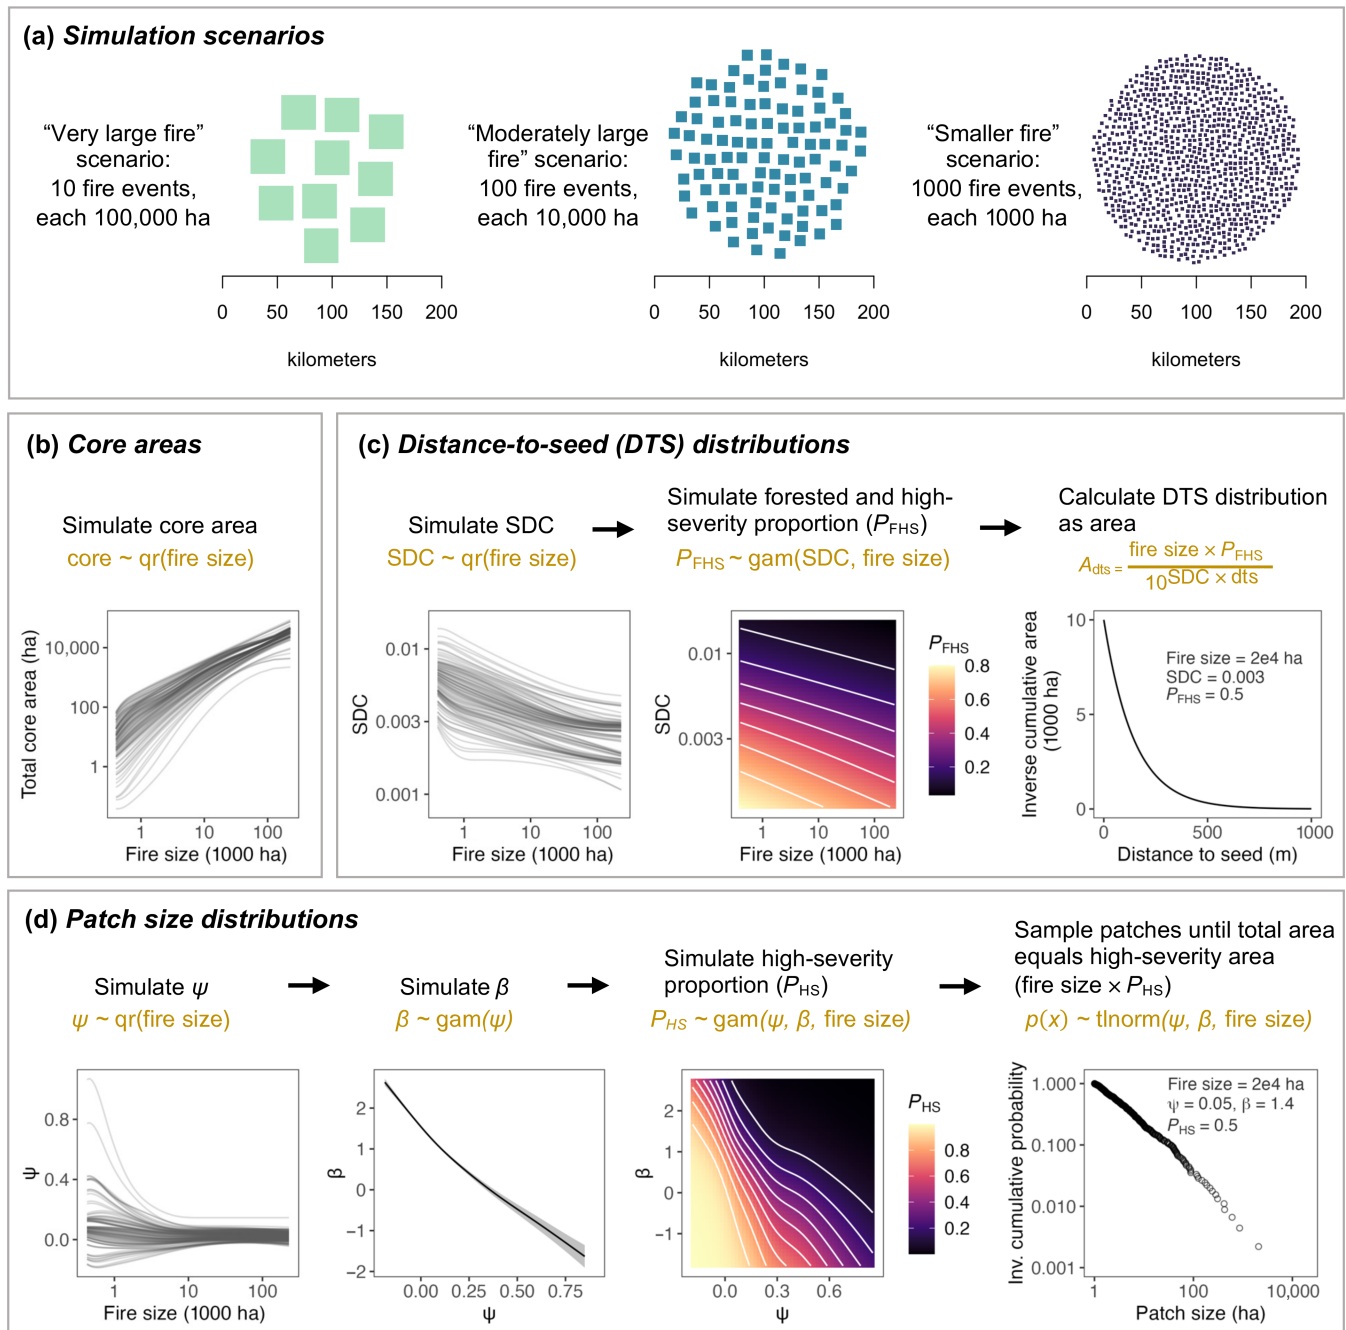 (a) Simulation scenarios
“Very large fire”
scenario:
10 fire events,
each 100,000 ha
0 50 100 150 200
kilometers
“Moderately large
fire” scenario:
100 fire events,
each 10,000 ha
0 50 100 150 200
kilometers
“Smaller fire”
scenario:
1000 fire events,
each 1000 ha
0 50 100 150 200
kilometers
(b) Core areas
Simulate core area
core ~ qr(fire size)
Total core area (ha)
10,000
100
1
1 10 100
Fire size (1000 ha)
(c) Distance-to-seed (DTS) distributions
Simulate SDC
SDC ~ qr(fire size)
SDC
0.01
0.003
0.001
1 10 100
Fire size (1000 ha)
Simulate forested and high-
severity proportion (PFHS)
PFHS ~ gam(SDC, fire size)
SDC
0.01
0.003
1 10 100
Fire size (1000 ha)
PFHS
0.8
0.6
0.4
0.2
Calculate DTS distribution
as area
Adts = fire size × PFHS
10SDC × dts
Inverse cumulative area
(1000 ha)
10
5
0
Fire size = 2e4 ha
SDC = 0.003
PFHS = 0.5
0 500 1000
Distance to seed (m)
(d) Patch size distributions
Simulate ψ
ψ ~ qr(fire size)
ψ
0.8
0.4
0.0
1 10 100
Fire size (1000 ha)
Simulate β
β ~ gam(ψ)
β
2
1
0
−1
−2
0.00 0.25 0.50 0.75
ψ
Simulate high-severity
proportion (PHS)
PHS ~ gam(ψ, β, fire size)
β
2
1
0
−1
0.0 0.3 0.6
ψ
PHS
0.8
0.6
0.4
0.2
Sample patches until total area
equals high-severity area
(fire size × PHS)
p(x) ~ tlnorm(ψ, β, fire size)
Inv. cumulative probability
1.000
0.100
0.010
0.001
Fire size = 2e4 ha
ψ = 0.05, β = 1.4
PHS = 0.5
1 100 10,000
Patch size (ha)